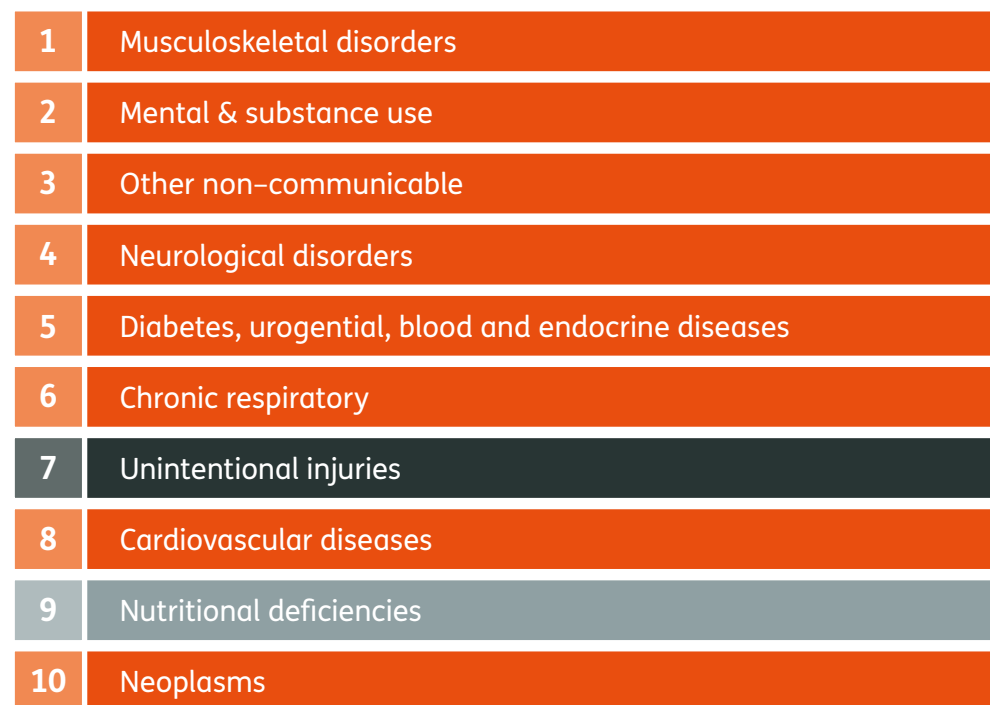 1 Musculoskeletal disorders
2 Mental & substance use
3 Other non–communicable
4 Neurological disorders
5 Diabetes, urogential, blood and endocrine diseases
6 Chronic respiratory
7 Unintentional injuries
8 Cardiovascular diseases
9 Nutritional deficiencies
10 Neoplasms